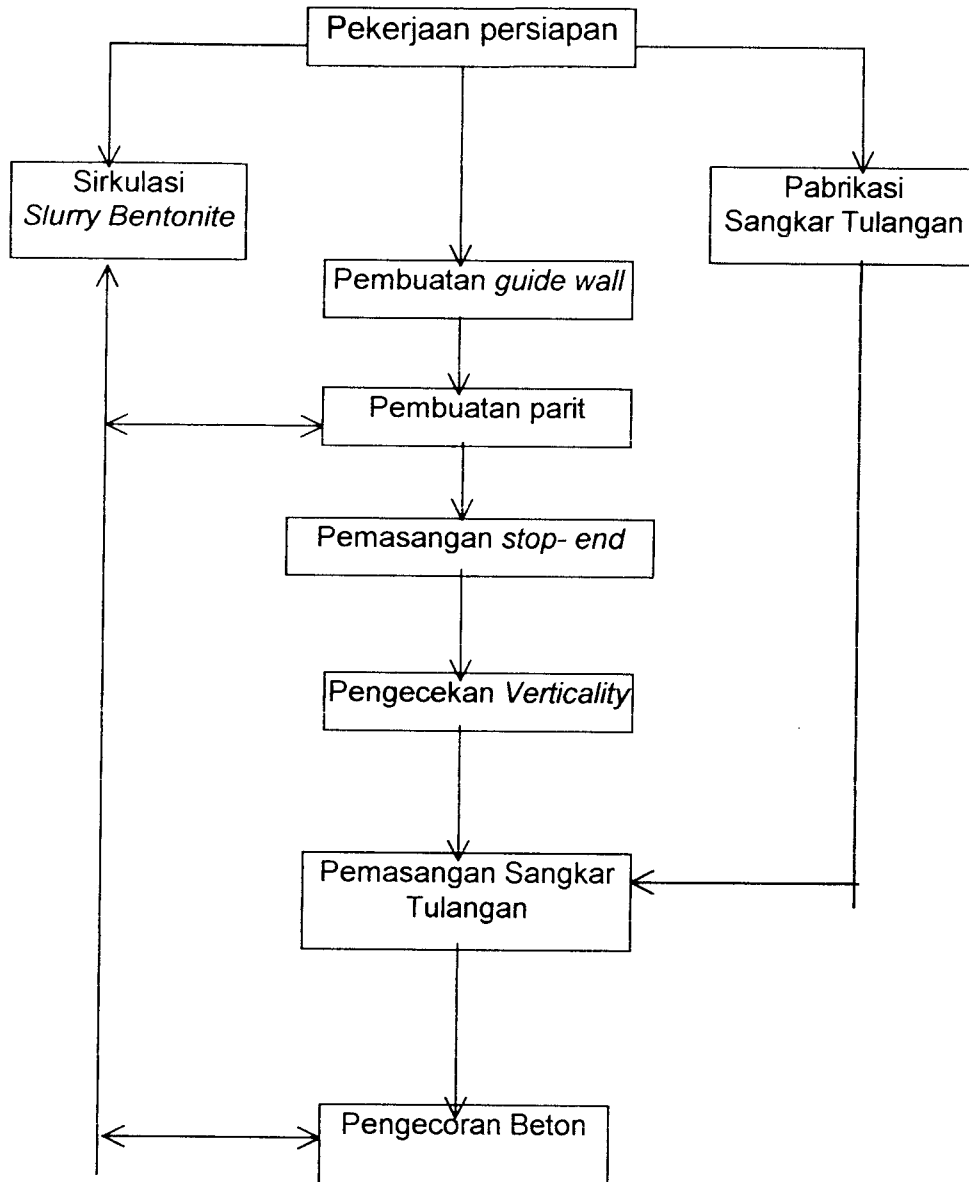 Pekerjaan persiapan
Sirkulasi
Slurry Bentonite
Pabrikasi
Sangkar Tulangan
Pembuatan guide wall
Pembuatan parit
Pemasangan stop- end
Pengecekan Verticality
Pemasangan Sangkar
Tulangan
Pengecoran Beton